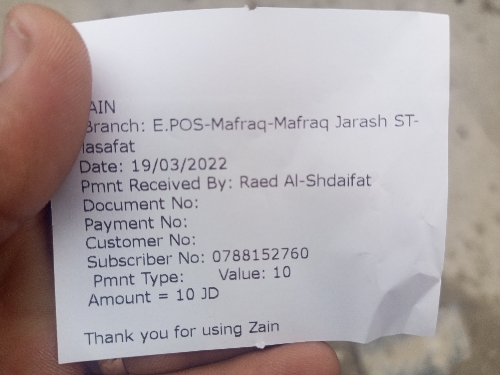 AIN
Branch: E.POS-Mafraq-Mafraq Jarash ST-
lasafat
Date: 19/03/2022
Pmnt Received By: Raed Al-Shdaifat
Document No:
Payment No:
Customer No:
Subscriber No: 0788152760
Pmnt Type: Value: 10
Amount = 10 JD
Thank you for using Zain